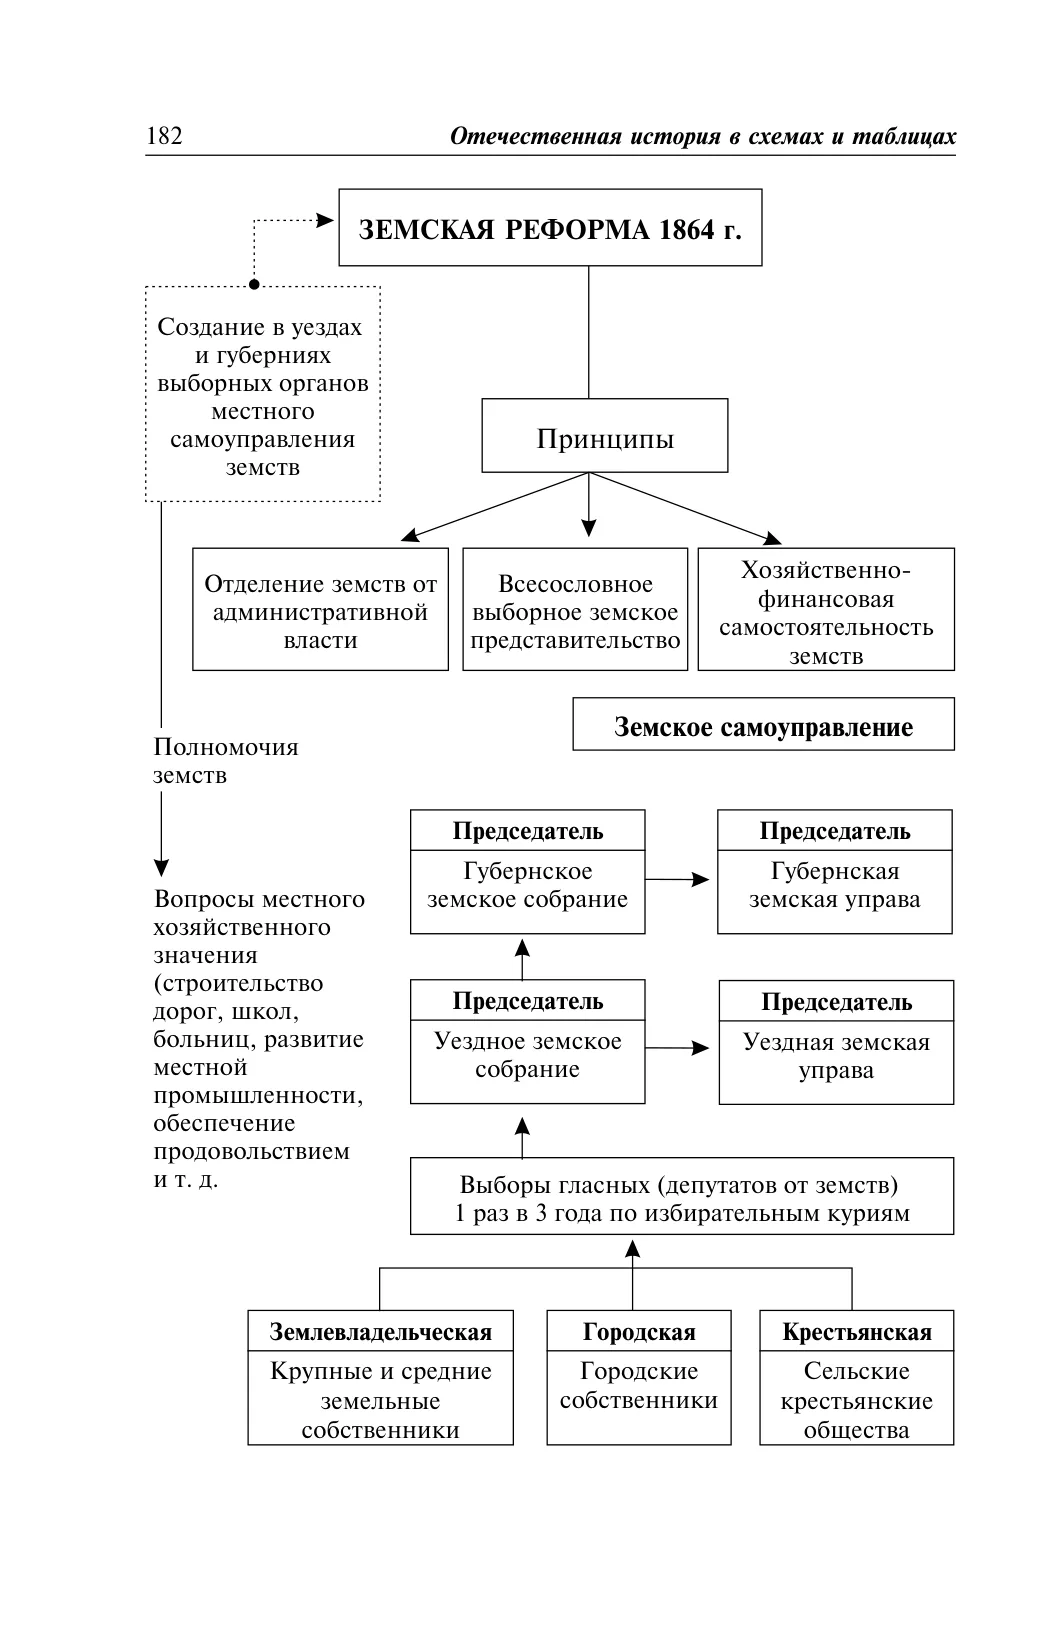 182
Отечественная история в схемах и таблицах
ЗЕМСКАЯ РЕФОРМА 1864 г.
Создание в уездах
и губерниях
выборных органов
местного
самоуправления
земств
Принципы
Отделение земств от
административной
власти
Всесословное
выборное земское
представительство
Хозяйственно-
финансовая
самостоятельность
земств
Земское самоуправление
Полномочия
земств
Вопросы местного
хозяйственного
значения
(строительство
дорог, школ,
больниц, развитие
местной
промышленности,
обеспечение
продовольствием
и т. д.
Председатель
Губернское
земское собрание
Председатель
Губернская
земская управа
Председатель
Уездное земское
собрание
Председатель
Уездная земская
управа
Выборы гласных (депутатов от земств)
1 раз в 3 года по избирательным куриям
Землевладельческая
Крупные и средние
земельные
собственники
Городская
Городские
собственники
Крестьянская
Сельские
крестьянские
общества